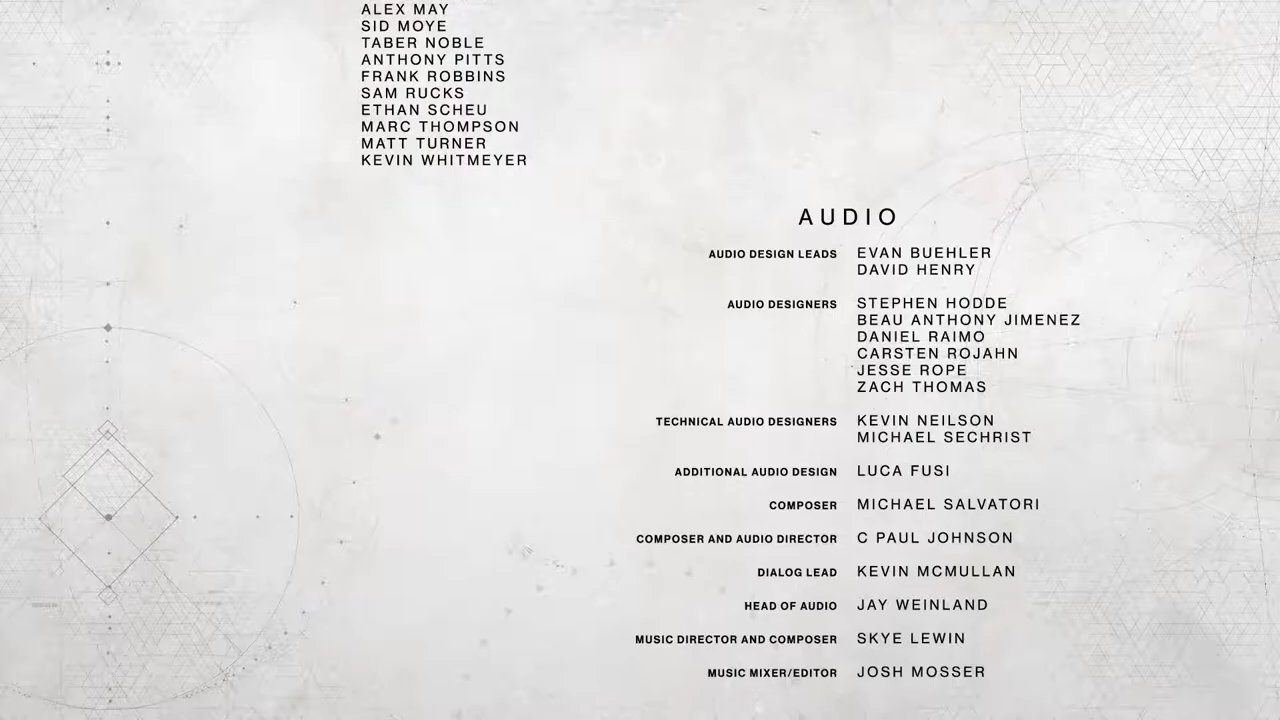 ALEX MAY
SID MOYE
TABER NOBLE
ANTHONY PITTS
FRANK ROBBINS
SAM RUCKS
ETHAN SCHEU
MARC THOMPSON
MATT TURNER
KEVIN WHITMEYER
AUDIO
AUDIO DESIGN LEADS EVAN BUEHLER
DAVID HENRY
AUDIO DESIGNERS STEPHEN HODDE
BEAU ANTHONY JIMENEZ
DANIEL RAIMO
CARSTEN ROJAHN
JESSE ROPE
ZACH THOMAS
TECHNICAL AUDIO DESIGNERS KEVIN NEILSON
MICHAEL SECHRIST
ADDITIONAL AUDIO DESIGN LUCA FUSI
COMPOSER MICHAEL SALVATORI
COMPOSER AND AUDIO DIRECTOR C PAUL JOHNSON
DIALOG LEAD KEVIN MCMULLAN
HEAD OF AUDIO JAY WEINLAND
MUSIC DIRECTOR AND COMPOSER SKYE LEWIN
MUSIC MIXER/EDITOR JOSH MOSSER